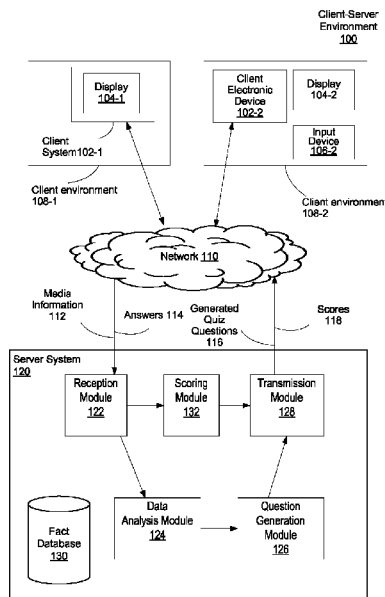 Client-Server
Environment
100
Display
104-1
Client
System102-1
Client environment
108-1
Client
Electronic
Device
102-2
Display
104-2
Input
Device
106-2
Client environment
108-2
Network 110
Media
Information
112
Answers 114
Generated
Quiz
Questions
116
Scores
118
Server System
120
Reception
Module
122
Scoring
Module
132
Transmission
Module
128
Fact
Database
130
Data
Analysis Module
124
Question
Generation
Module
126